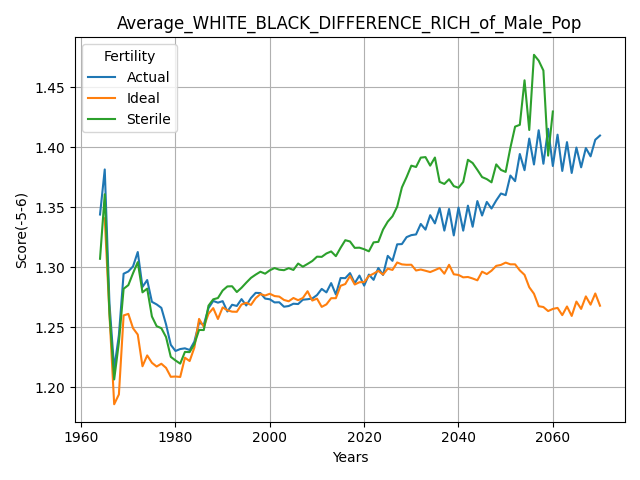 Average_WHITE_BLACK_DIFFERENCE_RICH_of_Male_Pop
Fertility
Actual
Ideal
Sterile
Score(-5-6)
1.45
1.40
1.35
1.30
1.25
1.20
1960 1980 2000 2020 2040 2060
Years